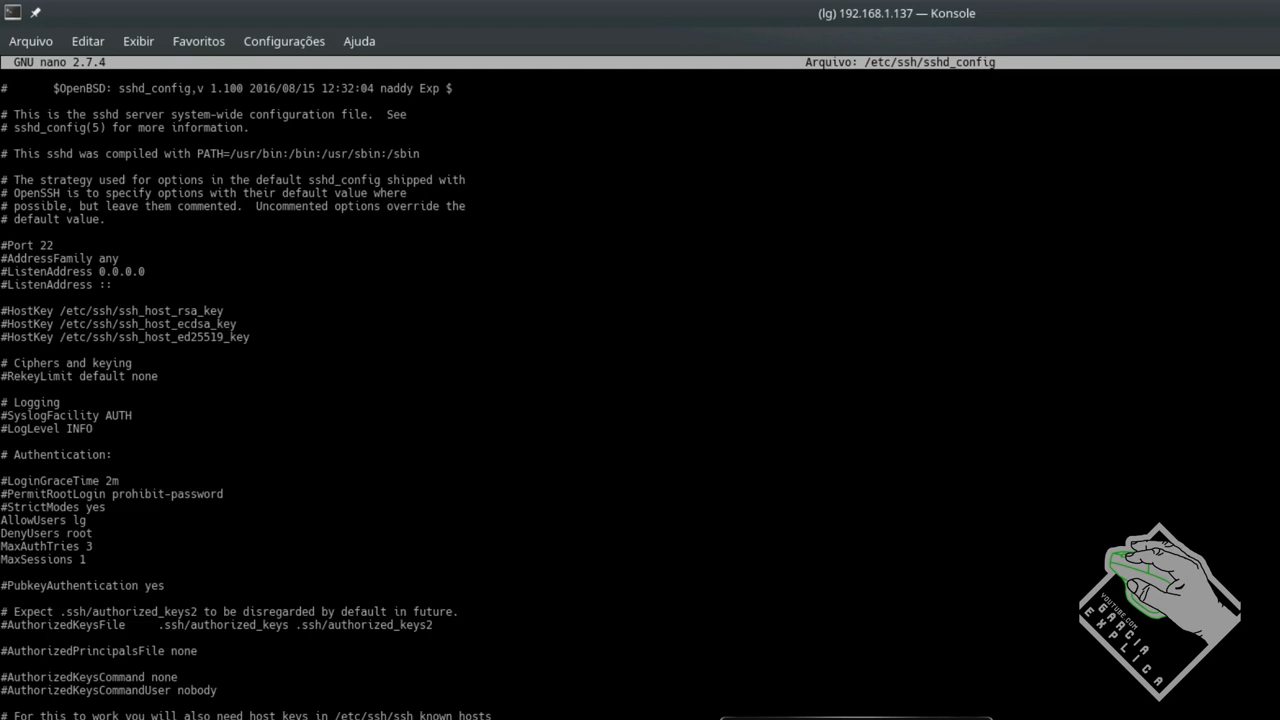 (lg) 192.168.1.137 — Konsole
Arquivo Editar Exibir Favoritos Configurações Ajuda
GNU nano 2.7.4 Arquivo: /etc/ssh/sshd_config
# $OpenBSD: sshd_config,v 1.100 2016/08/15 12:32:04 naddy Exp $
# This is the sshd server system-wide configuration file. See
# sshd_config(5) for more information.
# This sshd was compiled with PATH=/usr/bin:/bin:/usr/sbin:/sbin
# The strategy used for options in the default sshd_config shipped with
# OpenSSH is to specify options with their default value where
# possible, but leave them commented. Uncommented options override the
# default value.
#Port 22
#AddressFamily any
#ListenAddress 0.0.0.0
#ListenAddress ::
#HostKey /etc/ssh/ssh_host_rsa_key
#HostKey /etc/ssh/ssh_host_ecdsa_key
#HostKey /etc/ssh/ssh_host_ed25519_key
# Ciphers and keying
#RekeyLimit default none
# Logging
#SyslogFacility AUTH
#LogLevel INFO
# Authentication:
#LoginGraceTime 2m
#PermitRootLogin prohibit-password
#StrictModes yes
AllowUsers lg
DenyUsers root
MaxAuthTries 3
MaxSessions 1
#PubkeyAuthentication yes
# Expect .ssh/authorized_keys2 to be disregarded by default in future.
#AuthorizedKeysFile .ssh/authorized_keys .ssh/authorized_keys2
#AuthorizedPrincipalsFile none
#AuthorizedKeysCommand none
#AuthorizedKeysCommandUser nobody
# For this to work you will also need host keys in /etc/ssh/ssh_known_hosts
YOUTUBE.COM
GARCIA
EXPLICA